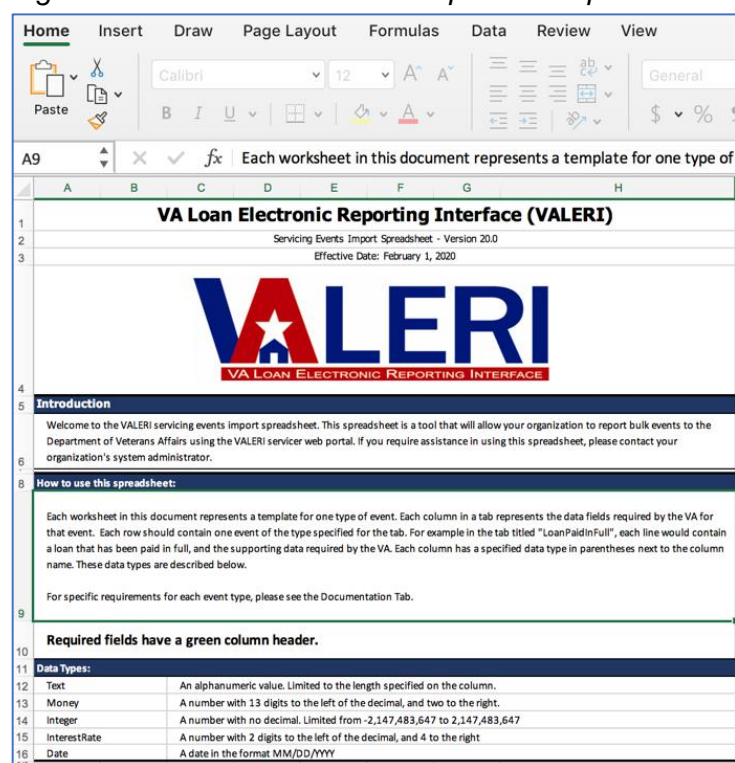 Home Insert Draw Page Layout Formulas Data Review View
Paste
Calibri 12 A A
B I U A
ab
General
$ %
A9 fx Each worksheet in this document represents a template for one type of
A B C D E F G H
1 VA Loan Electronic Reporting Interface (VALERI)
2 Servicing Events Import Spreadsheet - Version 20.0
3 Effective Date: February 1, 2020
VALERI
4 VA LOAN ELECTRONIC REPORTING INTERFACE
5 Introduction
Welcome to the VALERI servicing events import spreadsheet. This spreadsheet is a tool that will allow your organization to report bulk events to the
Department of Veterans Affairs using the VALERI servicer web portal. If you require assistance in using this spreadsheet, please contact your
6 organization's system administrator.
8 How to use this spreadsheet:
Each worksheet in this document represents a template for one type of event. Each column in a tab represents the data fields required by the VA for
that event. Each row should contain one event of the type specified for the tab. For example in the tab titled "LoanPaidInFull", each line would contain
a loan that has been paid in full, and the supporting data required by the VA. Each column has a specified data type in parentheses next to the column
name. These data types are described below.
For specific requirements for each event type, please see the Documentation Tab.
9
10 Required fields have a green column header.
11 Data Types:
12 Text An alphanumeric value. Limited to the length specified on the column.
13 Money A number with 13 digits to the left of the decimal, and two to the right.
14 Integer A number with no decimal. Limited from -2,147,483,647 to 2,147,483,647
15 InterestRate A number with 2 digits to the left of the decimal, and 4 to the right
16 Date A date in the format MM/DD/YYYY